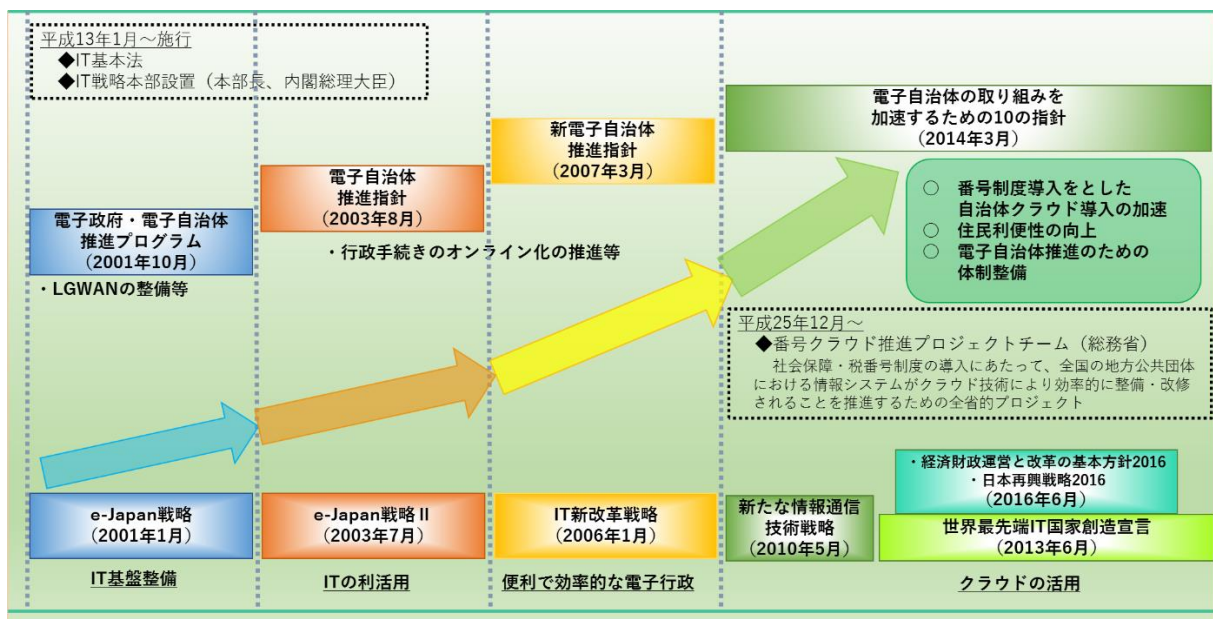 平成13年1月～施行
◆IT基本法
◆IT戦略本部設置（本部長、内閣総理大臣）
電子政府・電子自治体
推進プログラム
（2001年10月）
・LGWANの整備等
電子自治体
推進指針
（2003年8月）
・行政手続きのオンライン化の推進等
新電子自治体
推進指針
（2007年3月）
電子自治体の取り組みを
加速するための10の指針
（2014年3月）
○ 番号制度導入をとした
自治体クラウド導入の加速
○ 住民利便性の向上
○ 電子自治体推進のための
体制整備
平成25年12月～
◆番号クラウド推進プロジェクトチーム（総務省）
社会保障・税番号制度の導入にあたって、全国の地方公共団体
における情報システムがクラウド技術により効率的に整備・改修
されることを推進するための全省的プロジェクト
e-Japan戦略
（2001年1月）
IT基盤整備
e-Japan戦略Ⅱ
（2003年7月）
ITの利活用
IT新改革戦略
（2006年1月）
便利で効率的な電子行政
新たな情報通信
技術戦略
（2010年5月）
・経済財政運営と改革の基本方針2016
・日本再興戦略2016
（2016年6月）
世界最先端IT国家創造宣言
（2013年6月）
クラウドの活用